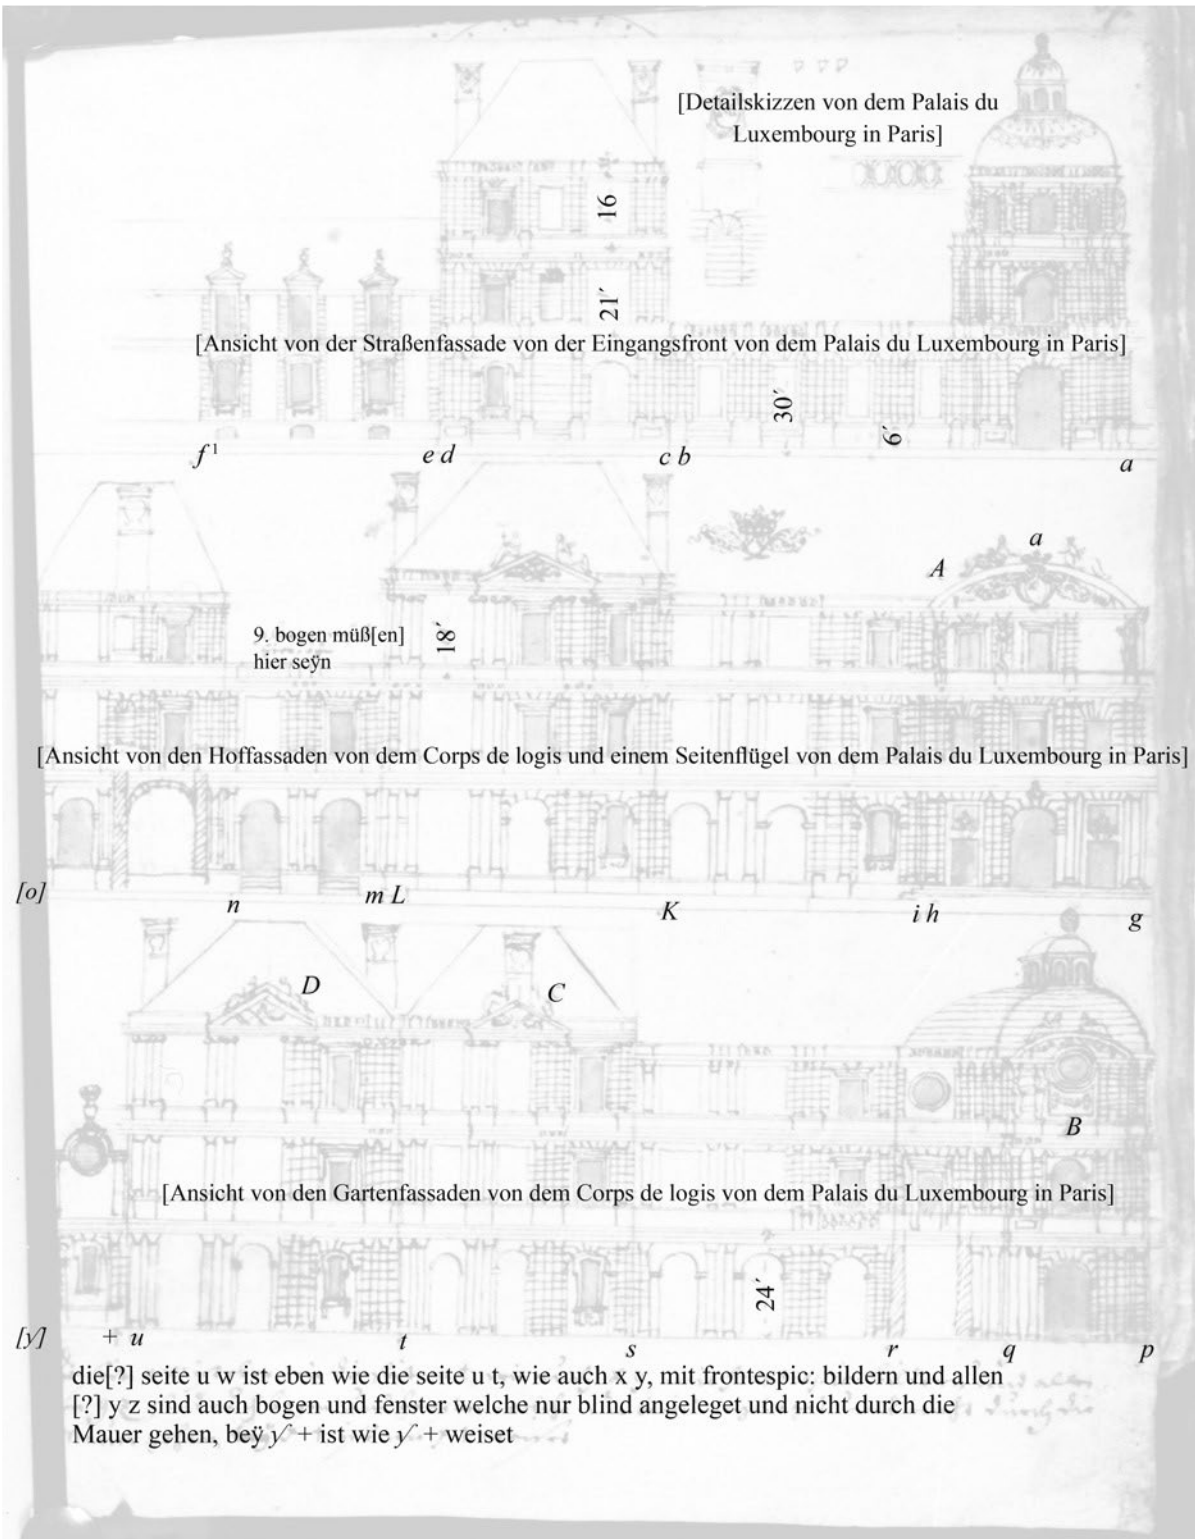 [Detailskizzen von dem Palais du
Luxembourg in Paris]
16
21´
[Ansicht von der Straßenfassade von der Eingangsfront von dem Palais du Luxembourg in Paris]
30´
6´
f¹ e d c b a
a
A
9. bogen müß[en]
hier seÿn
18´
[Ansicht von den Hoffassaden von dem Corps de logis und einem Seitenflügel von dem Palais du Luxembourg in Paris]
[o] n m L K i h g
D C
B
[Ansicht von den Gartenfassaden von dem Corps de logis von dem Palais du Luxembourg in Paris]
24´
[y] + u t s r q p
die[?] seite u w ist eben wie die seite u t, wie auch x y, mit frontespic: bildern und allen
[?] y z sind auch bogen und fenster welche nur blind angeleget und nicht durch die
Mauer gehen, beÿ y + ist wie y + weiset